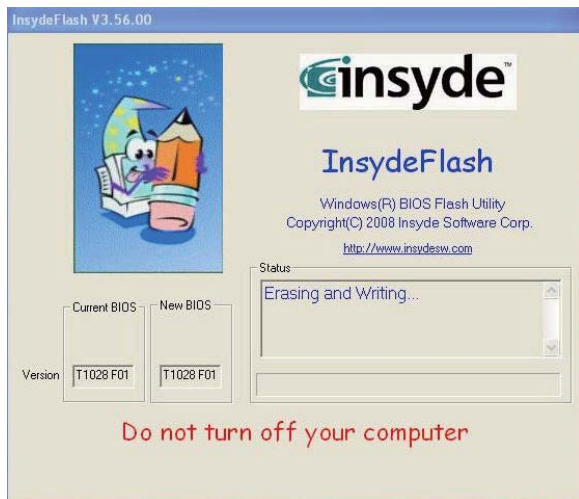 InsydeFlash V3.56.00
insyde™
InsydeFlash
Windows(R) BIOS Flash Utility
Copyright(C) 2008 Insyde Software Corp.
http://www.insydesw.com
Status
Erasing and Writing...
Current BIOS
New BIOS
Version
T1028 F01
T1028 F01
Do not turn off your computer